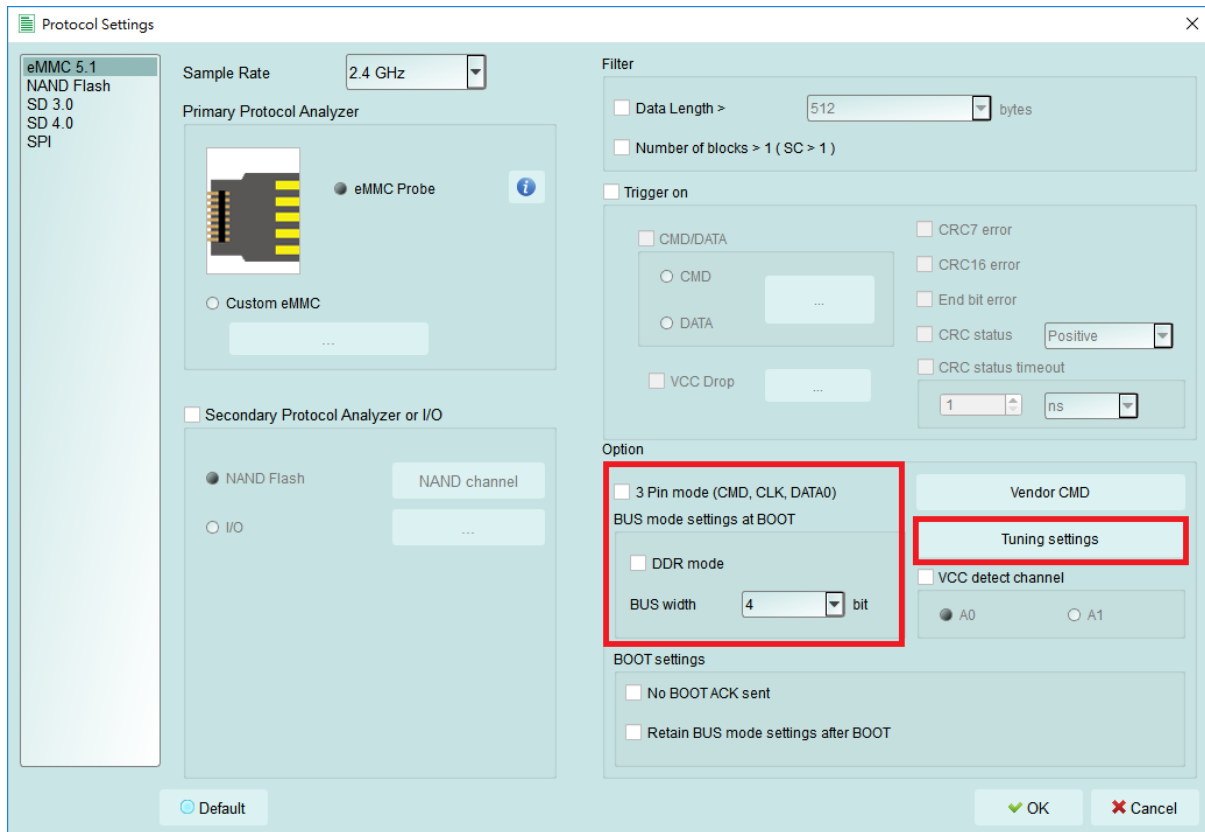 Protocol Settings
eMMC 5.1
NAND Flash
SD 3.0
SD 4.0
SPI
Sample Rate
2.4 GHz
Primary Protocol Analyzer
eMMC Probe
i
Custom eMMC
...
Secondary Protocol Analyzer or I/O
NAND Flash
NAND channel
I/O
...
Default
Filter
Data Length >
512
bytes
Number of blocks > 1 ( SC > 1 )
Trigger on
CMD/DATA
CMD
...
DATA
VCC Drop
...
CRC7 error
CRC16 error
End bit error
CRC status
Positive
CRC status timeout
1
ns
Option
3 Pin mode (CMD, CLK, DATA0)
BUS mode settings at BOOT
DDR mode
BUS width
4
bit
Vendor CMD
Tuning settings
VCC detect channel
A0
A1
BOOT settings
No BOOT ACK sent
Retain BUS mode settings after BOOT
OK
Cancel